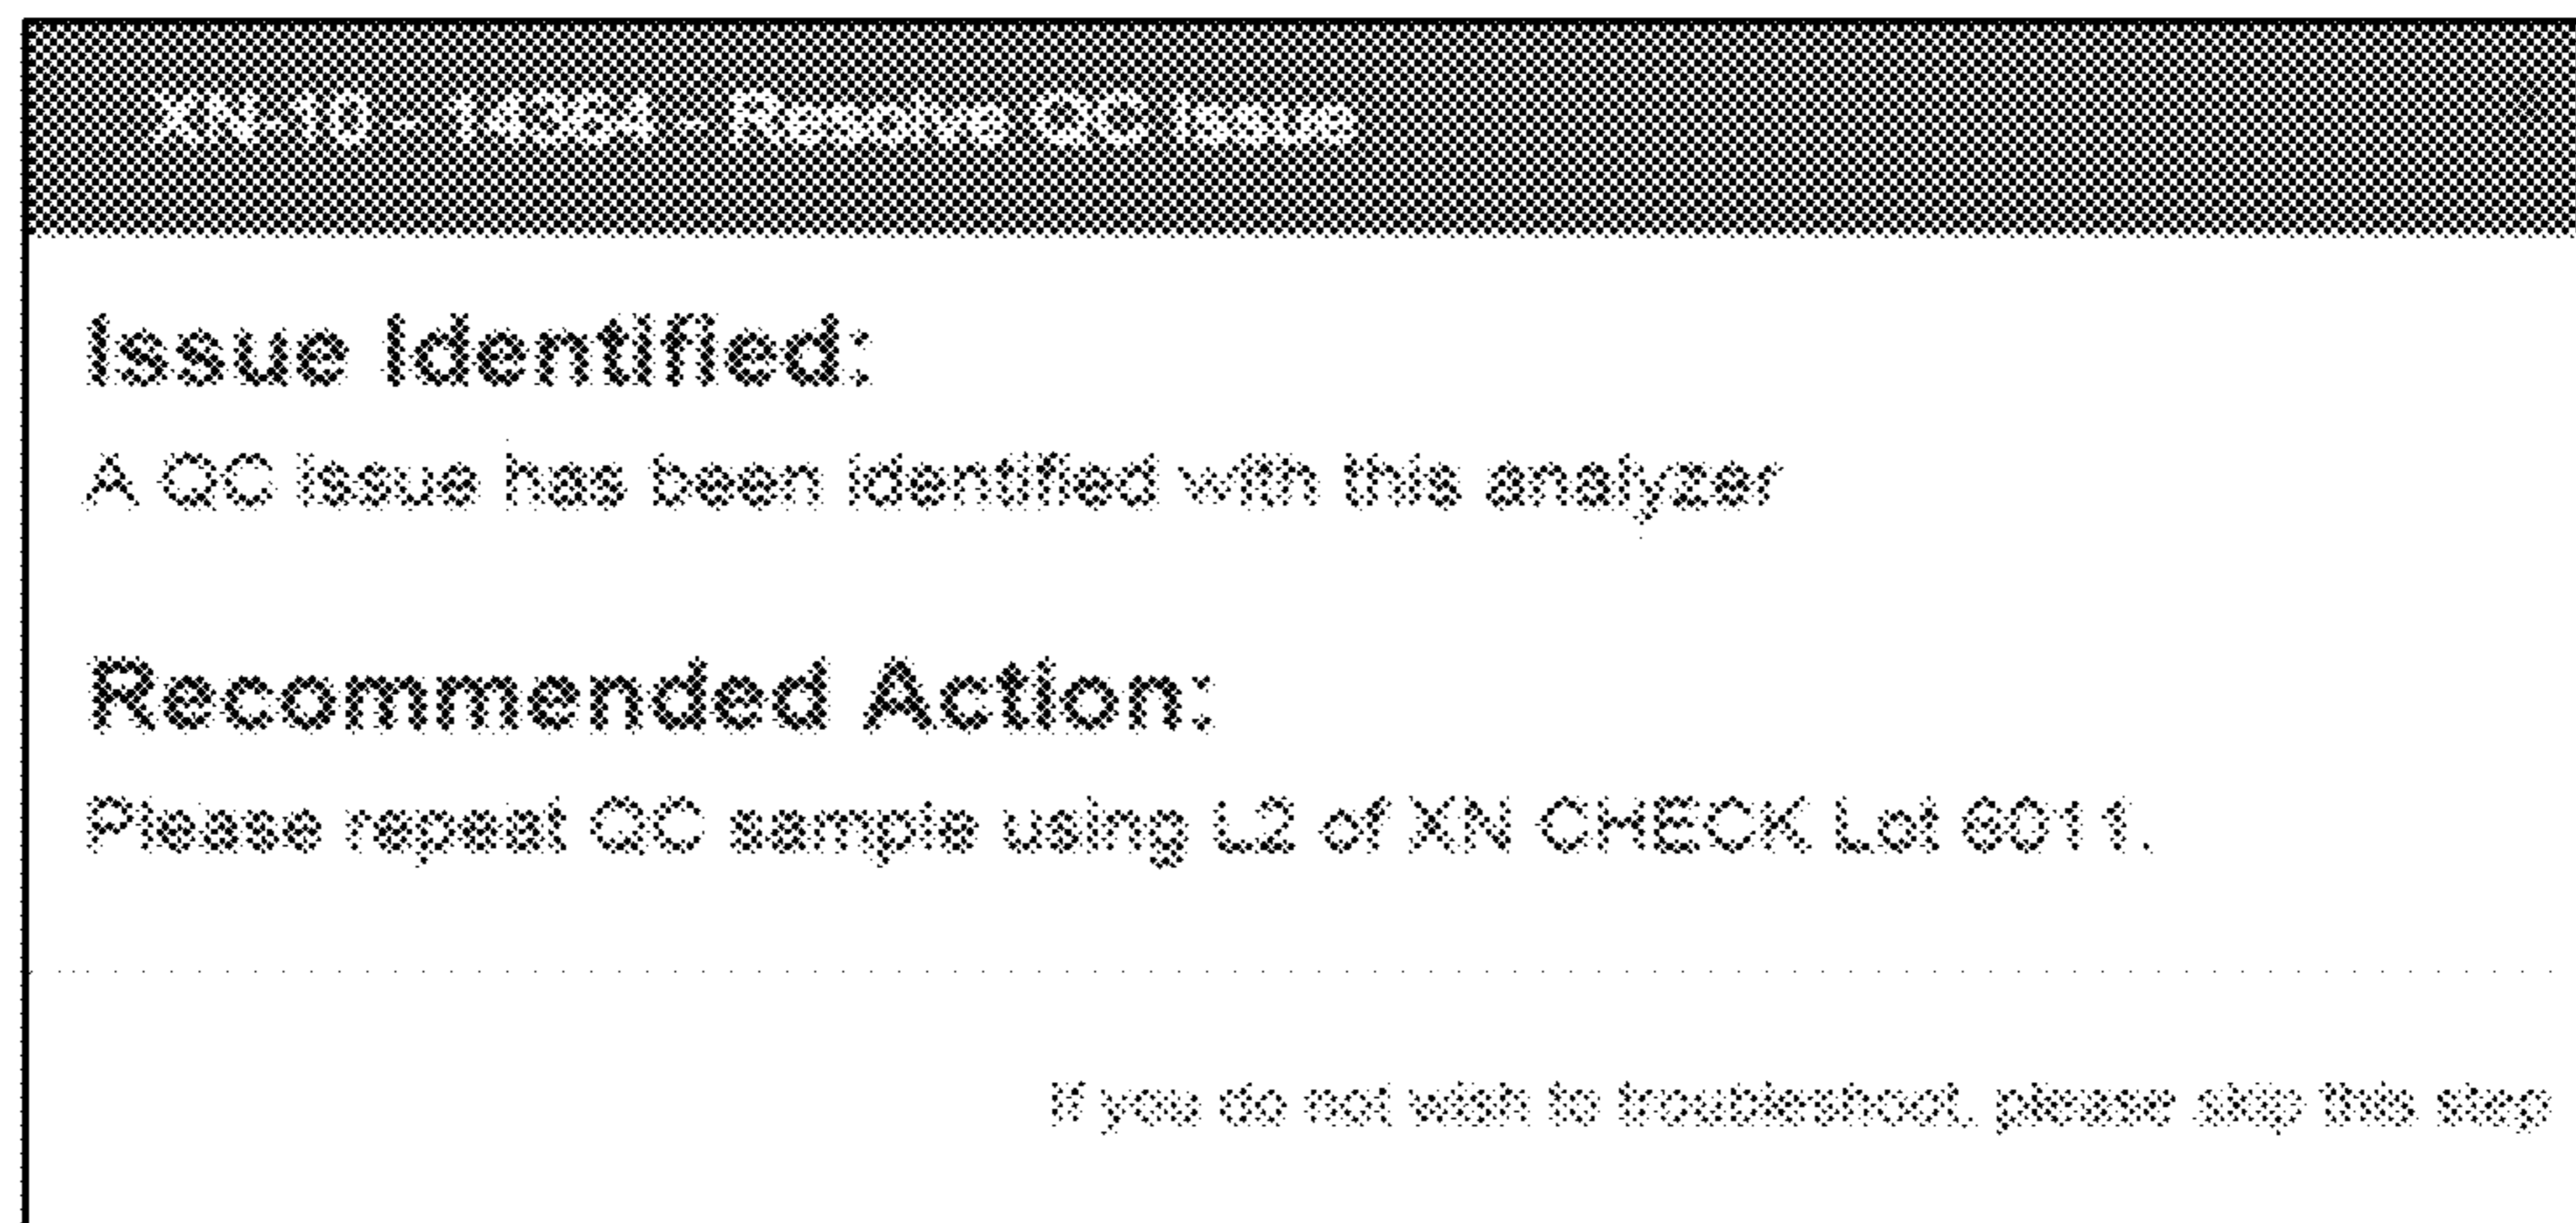 XN-10 - 14384 - Resolve QC Issue
Issue Identified:
A QC issue has been identified with this analyzer
Recommended Action:
Please repeat QC sample using L2 of XN CHECK Lot 6011.
If you do not wish to troubleshoot, please skip this step